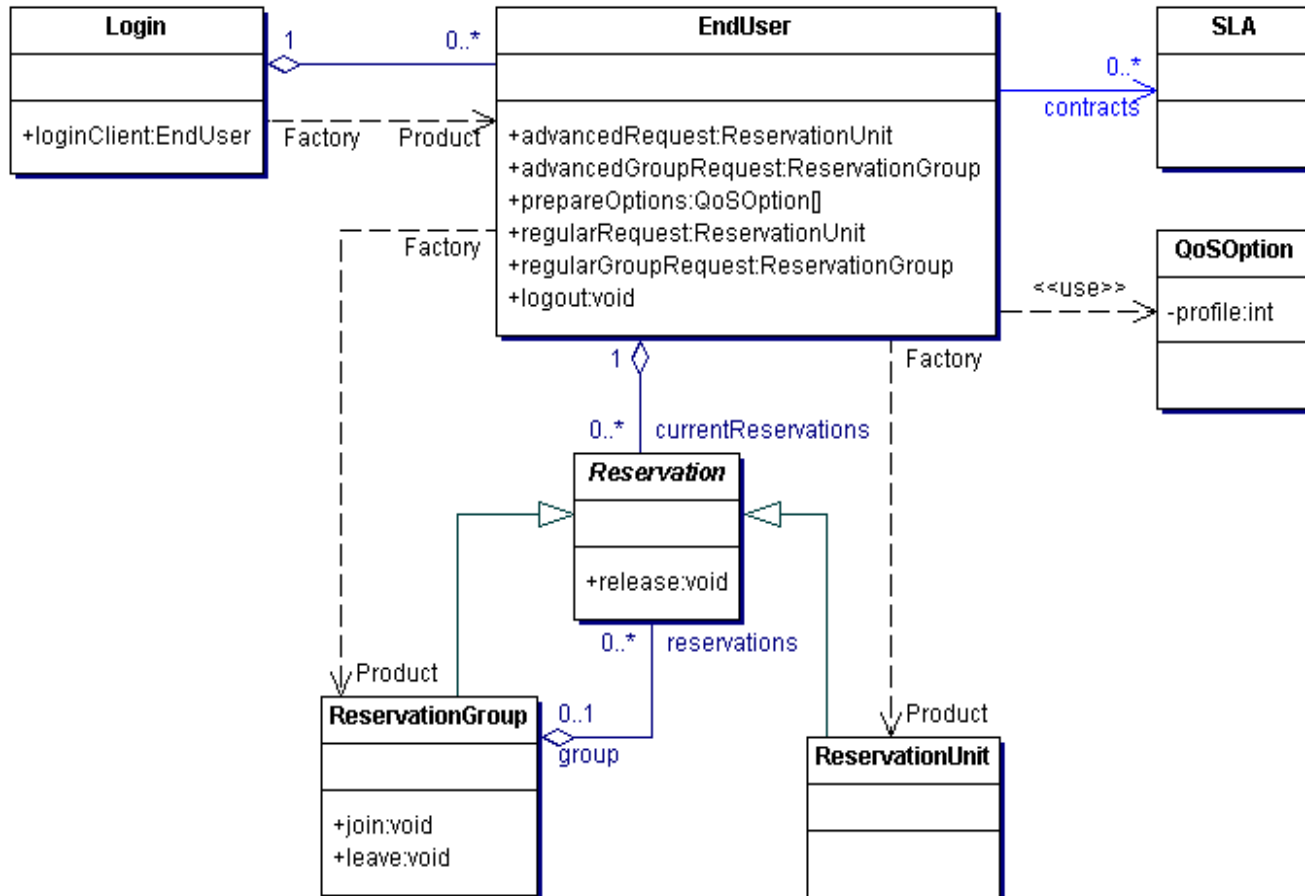 Login
EndUser
SLA
1
0..*
0..*
contracts
+loginClient:EndUser
Factory
Product
+advancedRequest:ReservationUnit
+advancedGroupRequest:ReservationGroup
+prepareOptions:QoSOption[]
+regularRequest:ReservationUnit
+regularGroupRequest:ReservationGroup
+logout:void
Factory
QoSOption
<<use>>
-profile:int
1
Factory
0..*
currentReservations
Reservation
+release:void
0..*
reservations
Product
ReservationGroup
0..1
group
Product
ReservationUnit
+join:void
+leave:void